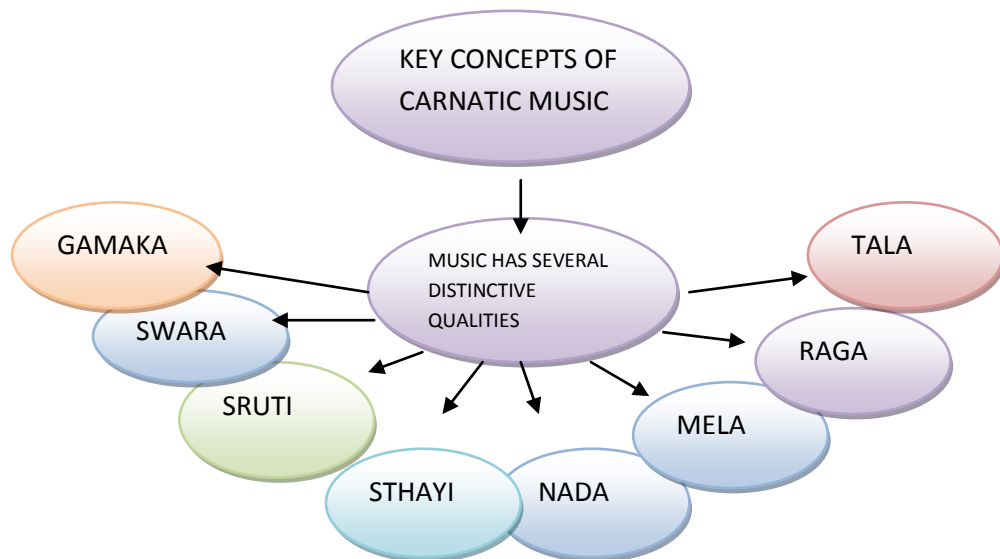 KEY CONCEPTS OF
CARNATIC MUSIC
MUSIC HAS SEVERAL
DISTINCTIVE
QUALITIES
GAMAKA
SWARA
SRUTI
STHAYI
NADA
MELA
RAGA
TALA